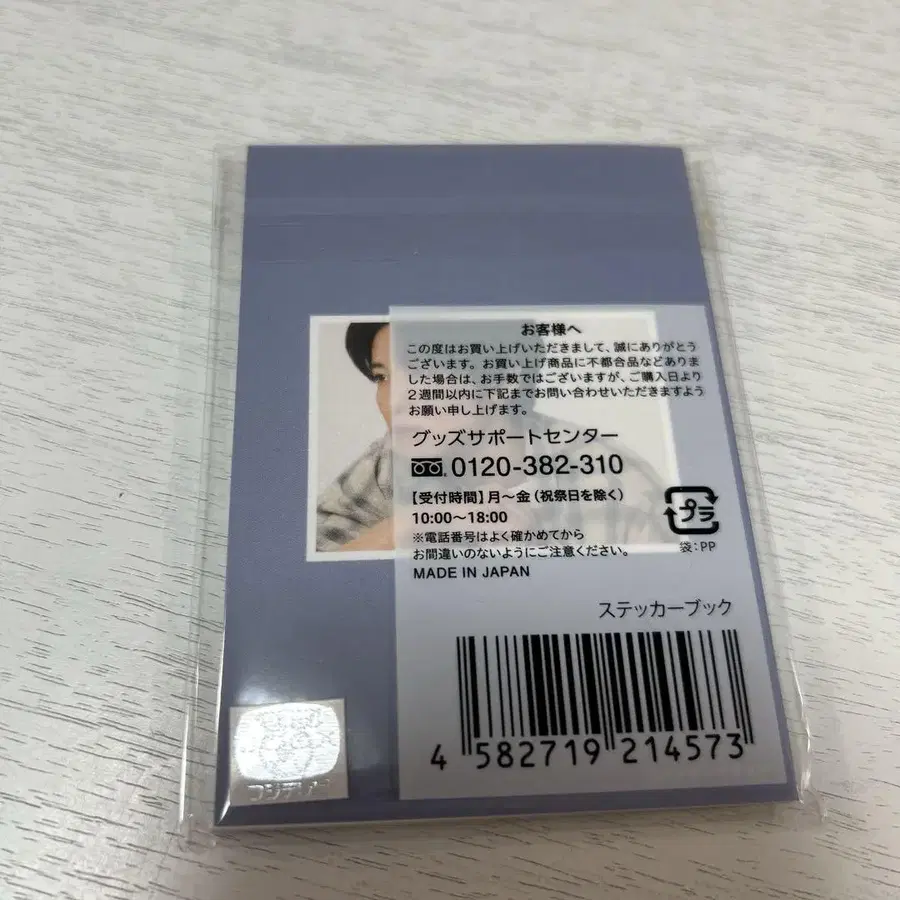 お客様へ
この度はお買い上げいただきまして、誠にありがとう
ございます。お買い上げ商品に不都合品などありま
した場合は、お手数ではございますが、ご購入日より
2週間以内に下記までお問い合わせいただきますよう
お願い申し上げます。
グッズサポートセンター
0120-382-310
【受付時間】月～金（祝祭日を除く）
10:00～18:00
※電話番号はよく確かめてから
お間違いのないようにご注意ください。
MADE IN JAPAN
プラ
袋：PP
ステッカーブック
4 582719 214573
フジテレビ